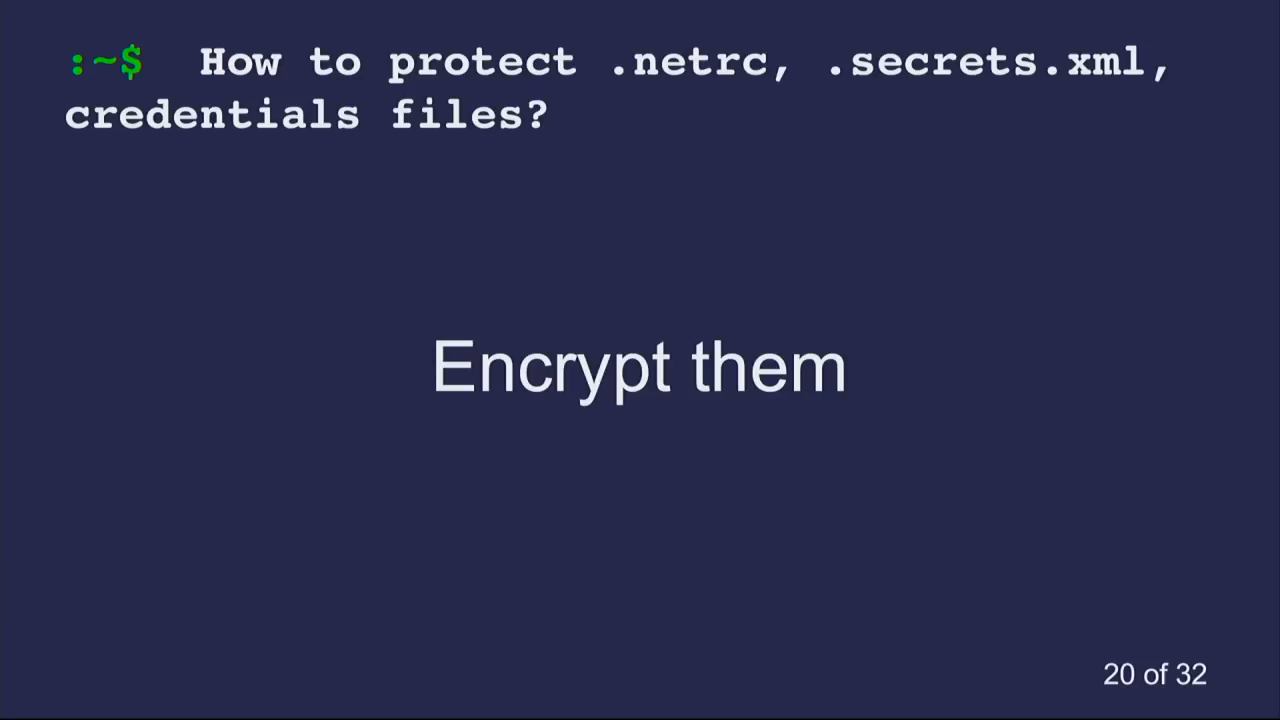 :~$ How to protect .netrc, .secrets.xml,
credentials files?
Encrypt them
20 of 32